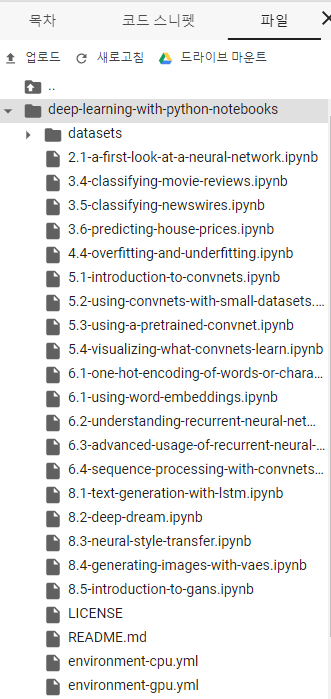 목차 코드 스니펫 파일
업로드 새로고침 드라이브 마운트
..
deep-learning-with-python-notebooks
datasets
2.1-a-first-look-at-a-neural-network.ipynb
3.4-classifying-movie-reviews.ipynb
3.5-classifying-newswires.ipynb
3.6-predicting-house-prices.ipynb
4.4-overfitting-and-underfitting.ipynb
5.1-introduction-to-convnets.ipynb
5.2-using-convnets-with-small-datasets....
5.3-using-a-pretrained-convnet.ipynb
5.4-visualizing-what-convnets-learn.ipynb
6.1-one-hot-encoding-of-words-or-chara...
6.1-using-word-embeddings.ipynb
6.2-understanding-recurrent-neural-net...
6.3-advanced-usage-of-recurrent-neural-...
6.4-sequence-processing-with-convnets...
8.1-text-generation-with-lstm.ipynb
8.2-deep-dream.ipynb
8.3-neural-style-transfer.ipynb
8.4-generating-images-with-vaes.ipynb
8.5-introduction-to-gans.ipynb
LICENSE
README.md
environment-cpu.yml
environment-gpu.yml